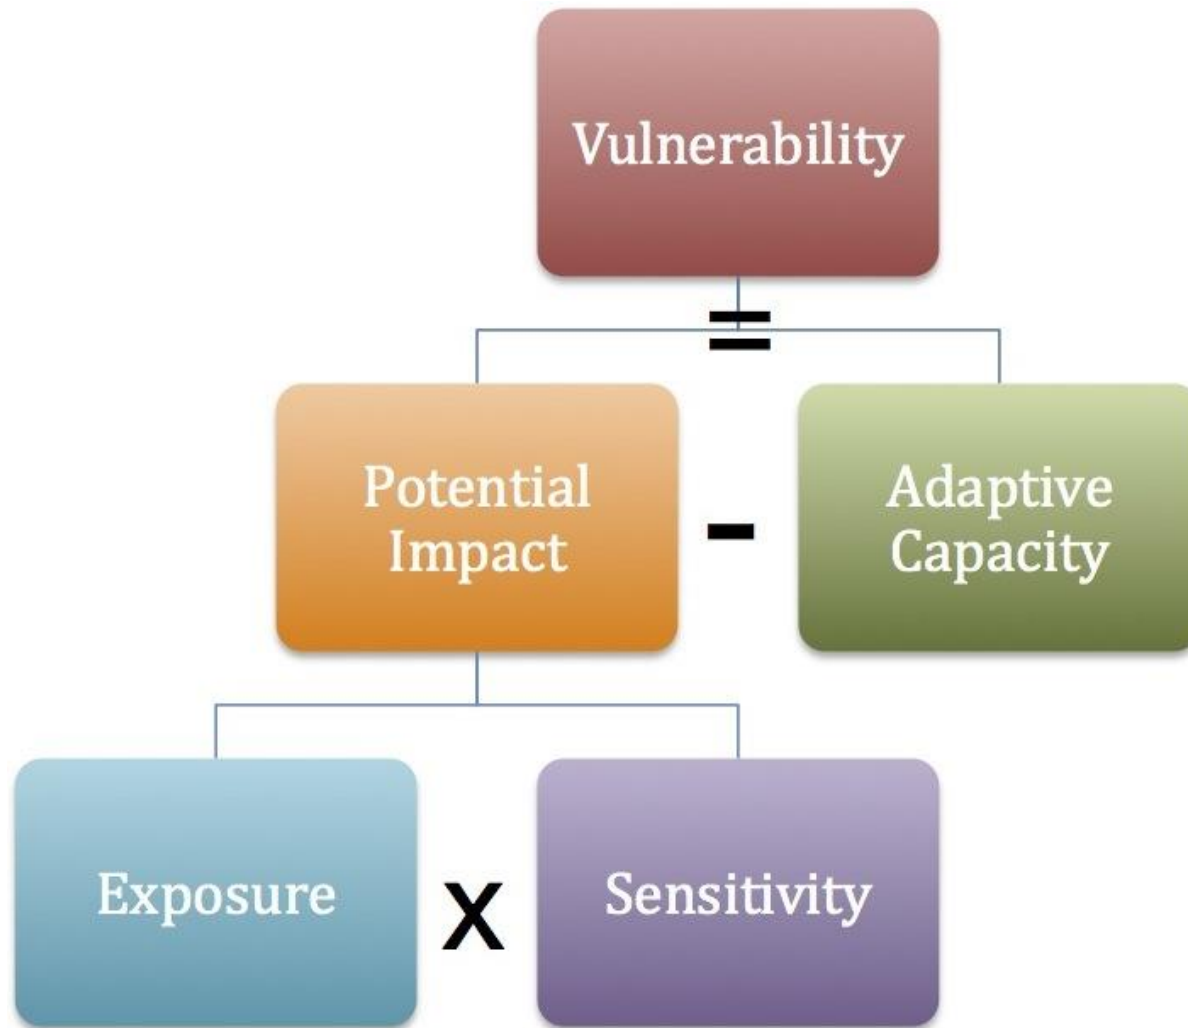 Vulnerability
=
Potential
Impact
-
Adaptive
Capacity
Exposure
X
Sensitivity